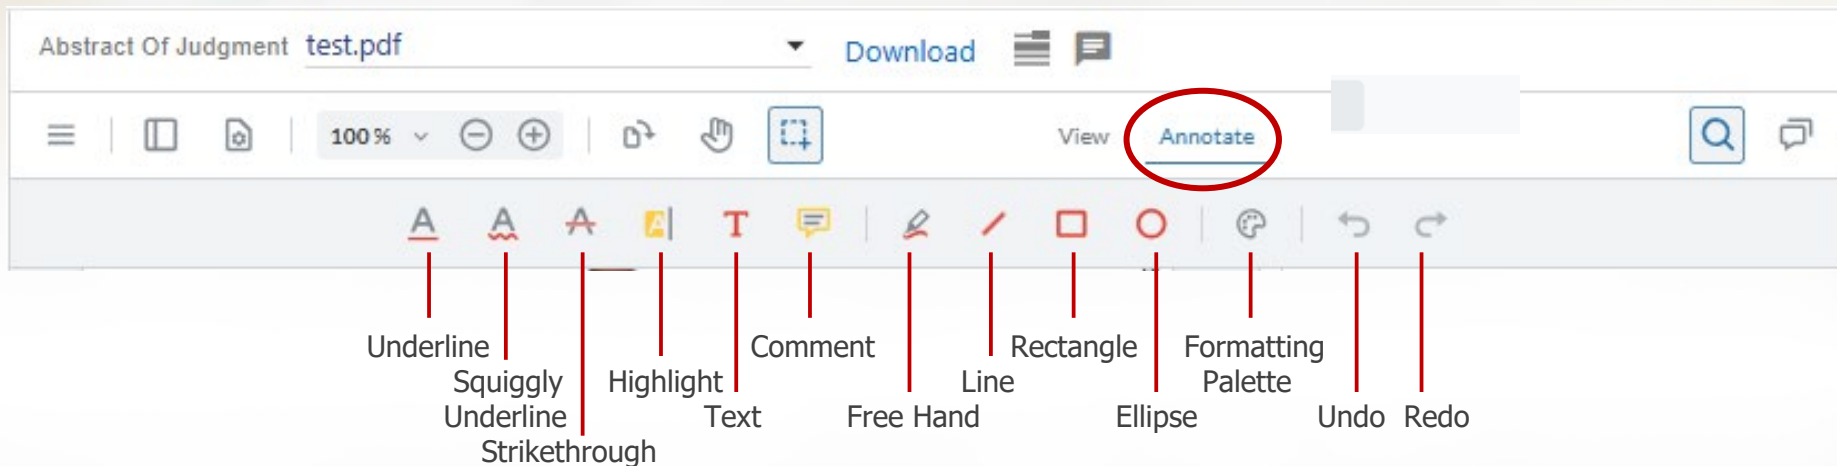 Abstract Of Judgment test.pdf Download
100% View Annotate
Underline Comment Rectangle Formatting
Squiggly Highlight Line Palette
Underline Text Free Hand Ellipse Undo Redo
Strikethrough